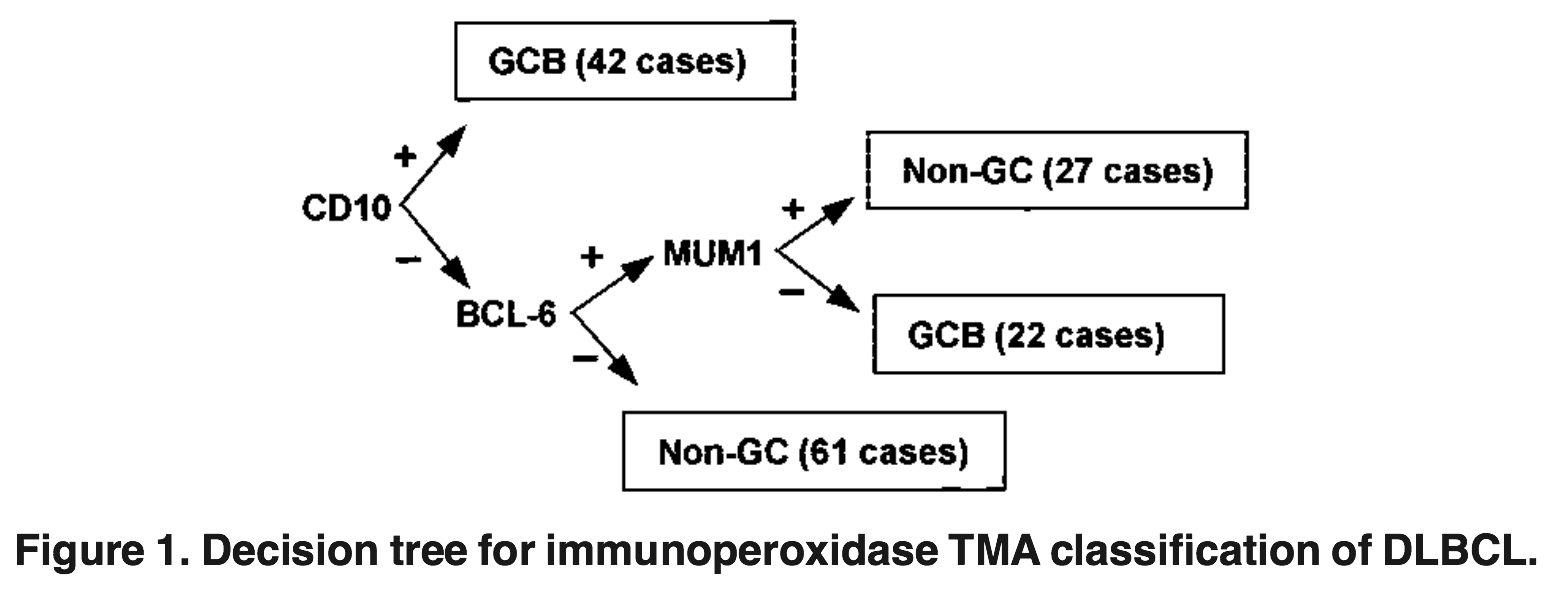 GCB (42 cases)
+
Non-GC (27 cases)
CD10
+
−
+
MUM1
−
BCL-6
GCB (22 cases)
−
Non-GC (61 cases)
Figure 1. Decision tree for immunoperoxidase TMA classification of DLBCL.